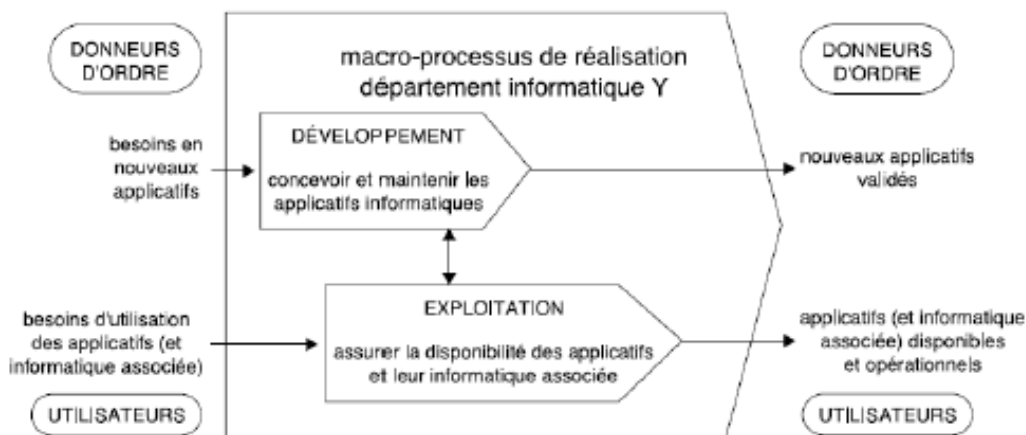 DONNEURS
D'ORDRE
macro-processus de réalisation
département informatique Y
DONNEURS
D'ORDRE
besoins en
nouveaux
applicatifs
DÉVELOPPEMENT
concevoir et maintenir les
applicatifs informatiques
nouveaux applicatifs
validés
besoins d'utilisation
des applicatifs (et
informatique associée)
EXPLOITATION
assurer la disponibilité des applicatifs
et leur informatique associée
applicatifs (et informatique
associée) disponibles
et opérationnels
UTILISATEURS
UTILISATEURS